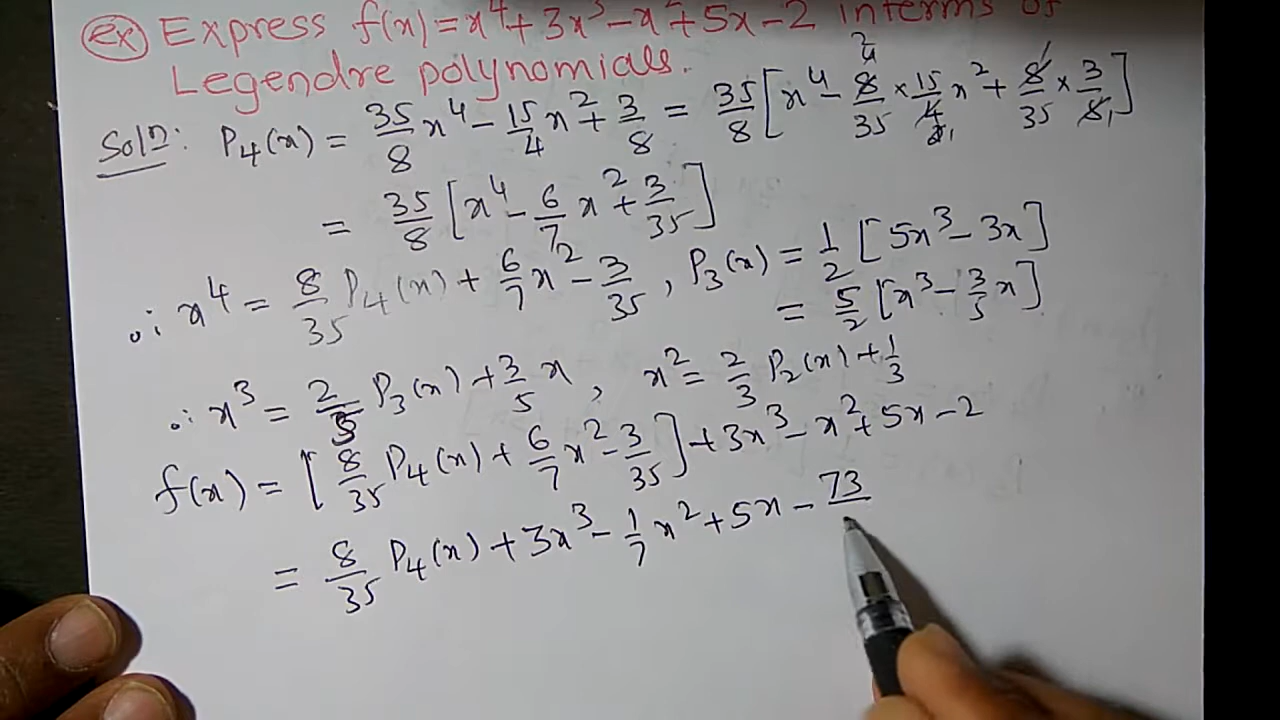 (ex) Express f(x) = x⁴ + 3x³ - x² + 5x - 2 interms of
Legendre polynomials.
Solⁿ: P₄(x) = 35/8 x⁴ - 15/4 x² + 3/8 = 35/8 [x⁴ - 8/35 × 15/4 x² + 8/35 × 3/8]
= 35/8 [x⁴ - 6/7 x² + 3/35]
∴ x⁴ = 8/35 P₄(x) + 6/7 x² - 3/35, P₃(x) = 1/2 [5x³ - 3x]
= 5/2 [x³ - 3/5 x]
∴ x³ = 2/5 P₃(x) + 3/5 x, x² = 2/3 P₂(x) + 1/3
f(x) = [8/35 P₄(x) + 6/7 x² - 3/35] + 3x³ - x² + 5x - 2
= 8/35 P₄(x) + 3x³ - 1/7 x² + 5x - 73/